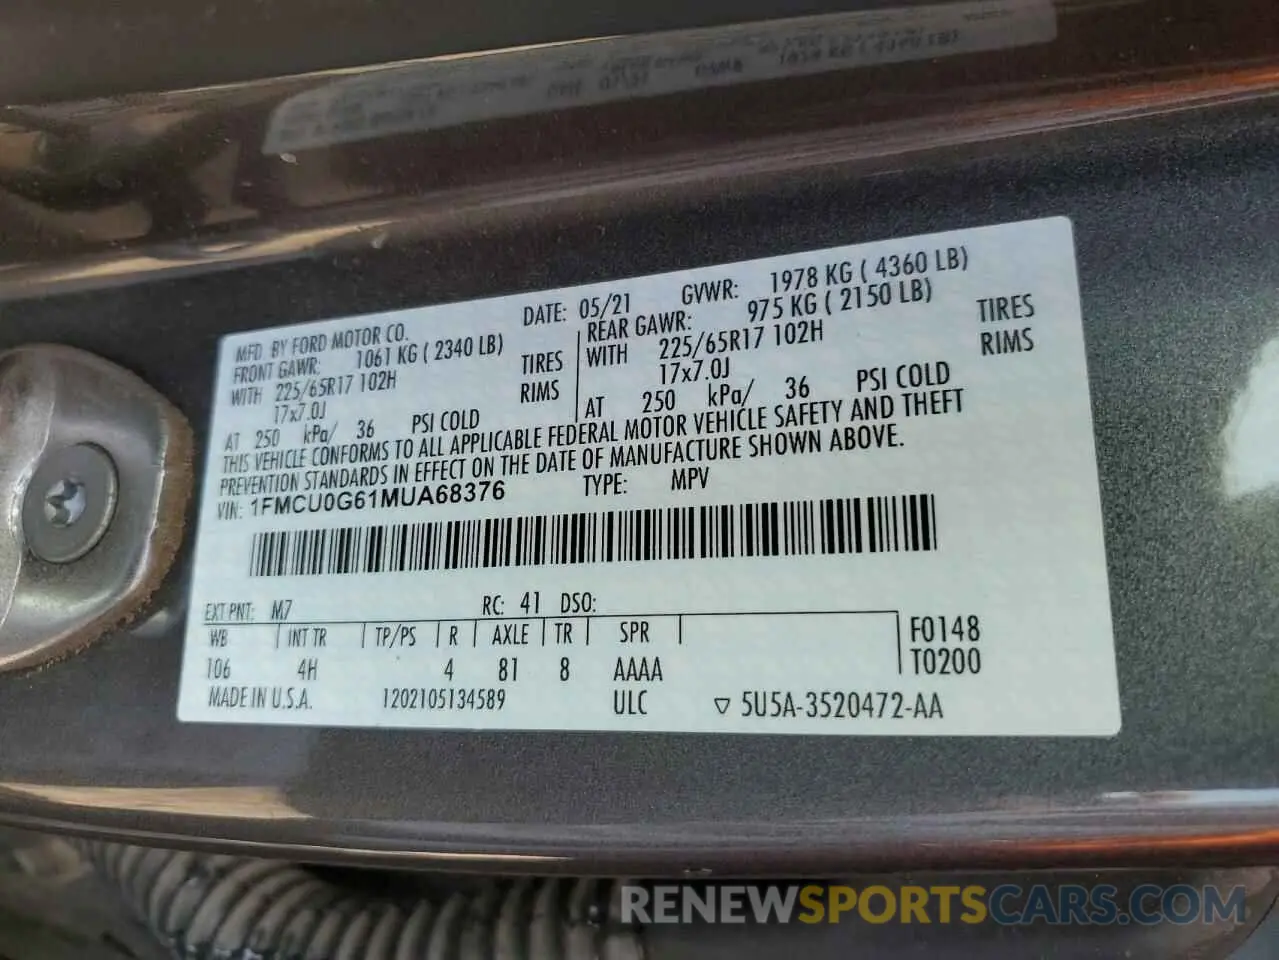 MFD. BY FORD MOTOR CO. DATE: 05/21 GVWR: 1978 KG ( 4360 LB)
FRONT GAWR: 1061 KG ( 2340 LB) REAR GAWR: 975 KG ( 2150 LB)
WITH 225/65R17 102H TIRES WITH 225/65R17 102H TIRES
17x7.0J RIMS 17x7.0J RIMS
AT 250 kPa/ 36 PSI COLD AT 250 kPa/ 36 PSI COLD
THIS VEHICLE CONFORMS TO ALL APPLICABLE FEDERAL MOTOR VEHICLE SAFETY AND THEFT
PREVENTION STANDARDS IN EFFECT ON THE DATE OF MANUFACTURE SHOWN ABOVE.
VIN: 1FMCU0G61MUA68376 TYPE: MPV
EXT PNT: M7 RC: 41 DSO:
WB INT TR TP/PS R AXLE TR SPR F0148
106 4H 4 81 8 AAAA T0200
MADE IN U.S.A. 1202105134589 ULC ▽ 5U5A-3520472-AA
RENEWSPORTSCARS.COM